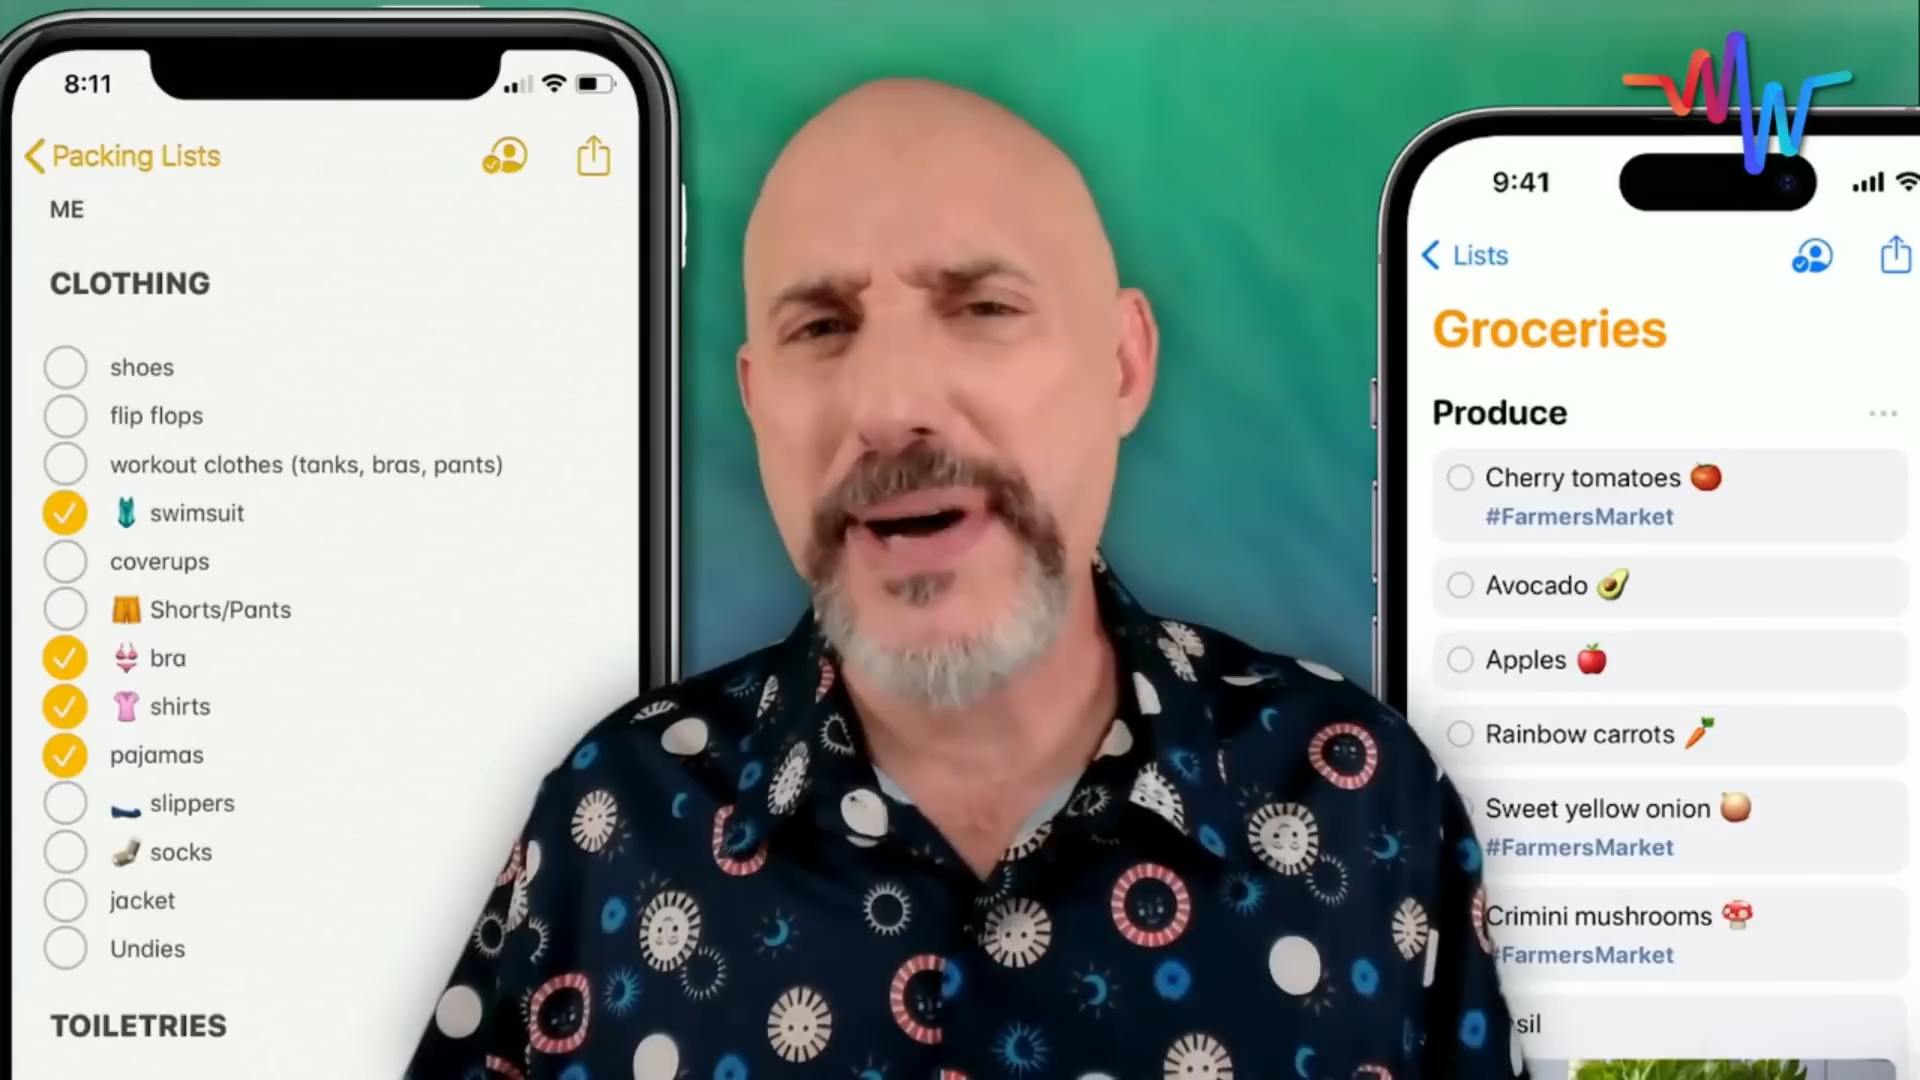 8:11
Packing Lists
ME
CLOTHING
shoes
flip flops
workout clothes (tanks, bras, pants)
swimsuit
coverups
Shorts/Pants
bra
shirts
pajamas
slippers
socks
jacket
Undies
TOILETRIES
9:41
Lists
Groceries
Produce
Cherry tomatoes
#FarmersMarket
Avocado
Apples
Rainbow carrots
Sweet yellow onion
#FarmersMarket
Crimini mushrooms
#FarmersMarket
sil